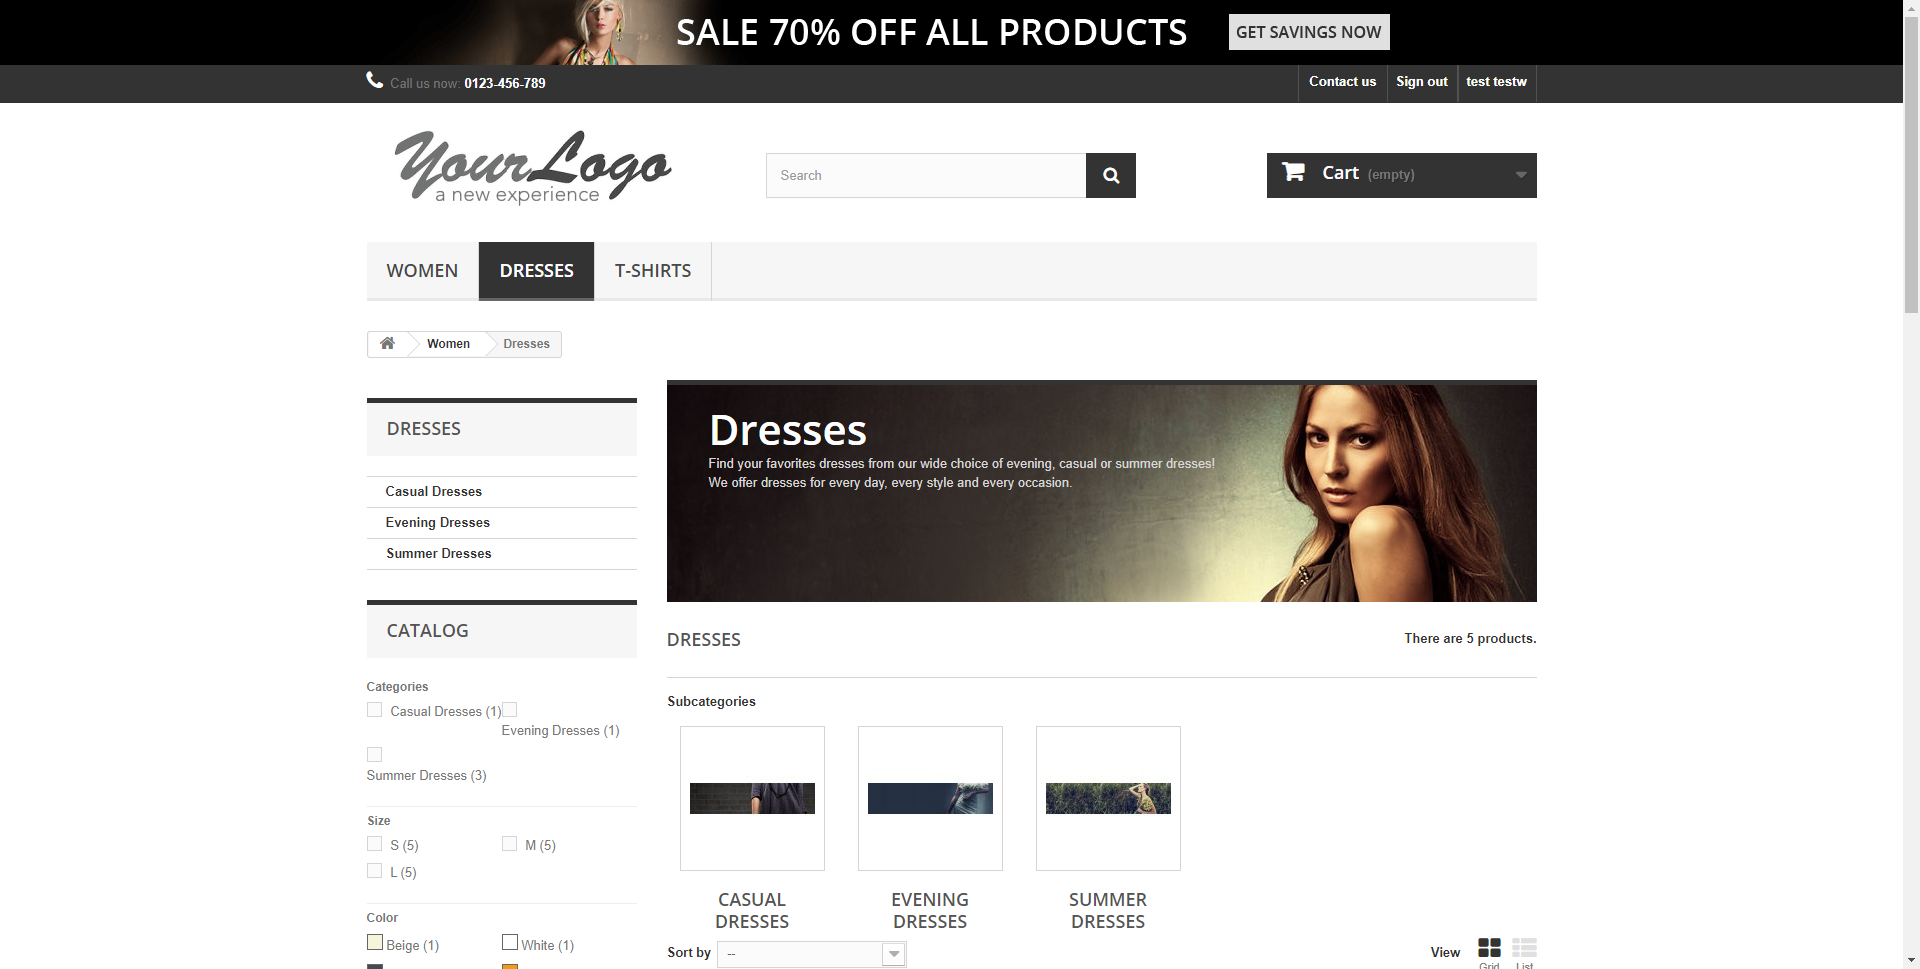 SALE 70% OFF ALL PRODUCTS
GET SAVINGS NOW
Call us now: 0123-456-789
Contact us
Sign out
test testw
YourLogo
a new experience
Search
Cart (empty)
WOMEN
DRESSES
T-SHIRTS
Women
Dresses
DRESSES
Casual Dresses
Evening Dresses
Summer Dresses
CATALOG
Categories
Casual Dresses (1)
Evening Dresses (1)
Summer Dresses (3)
Size
S (5)
M (5)
L (5)
Color
Beige (1)
White (1)
Dresses
Find your favorites dresses from our wide choice of evening, casual or summer dresses!
We offer dresses for every day, every style and every occasion.
DRESSES
There are 5 products.
Subcategories
CASUAL
DRESSES
EVENING
DRESSES
SUMMER
DRESSES
Sort by
--
View
Grid
List